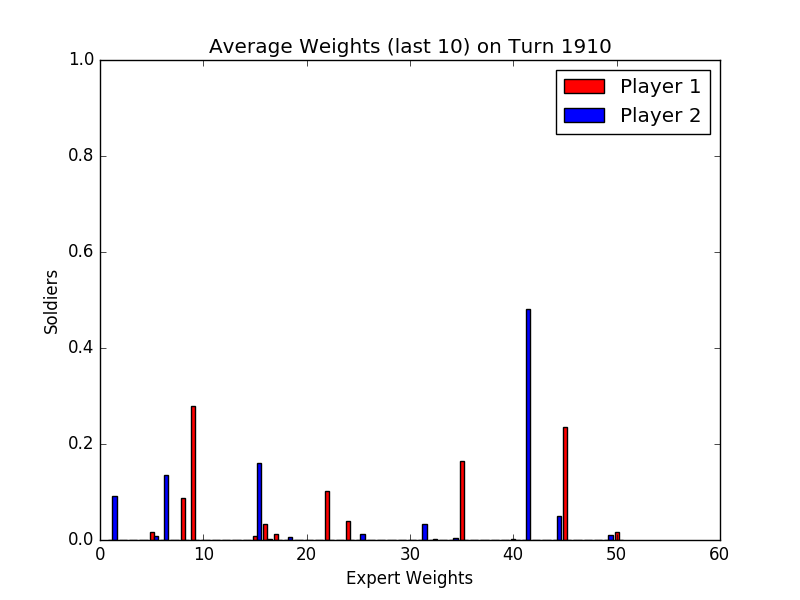 Average Weights (last 10) on Turn 1910
1.0
Player 1
Player 2
0.8
0.6
Soldiers
0.4
0.2
0.0
0 10 20 30 40 50 60
Expert Weights